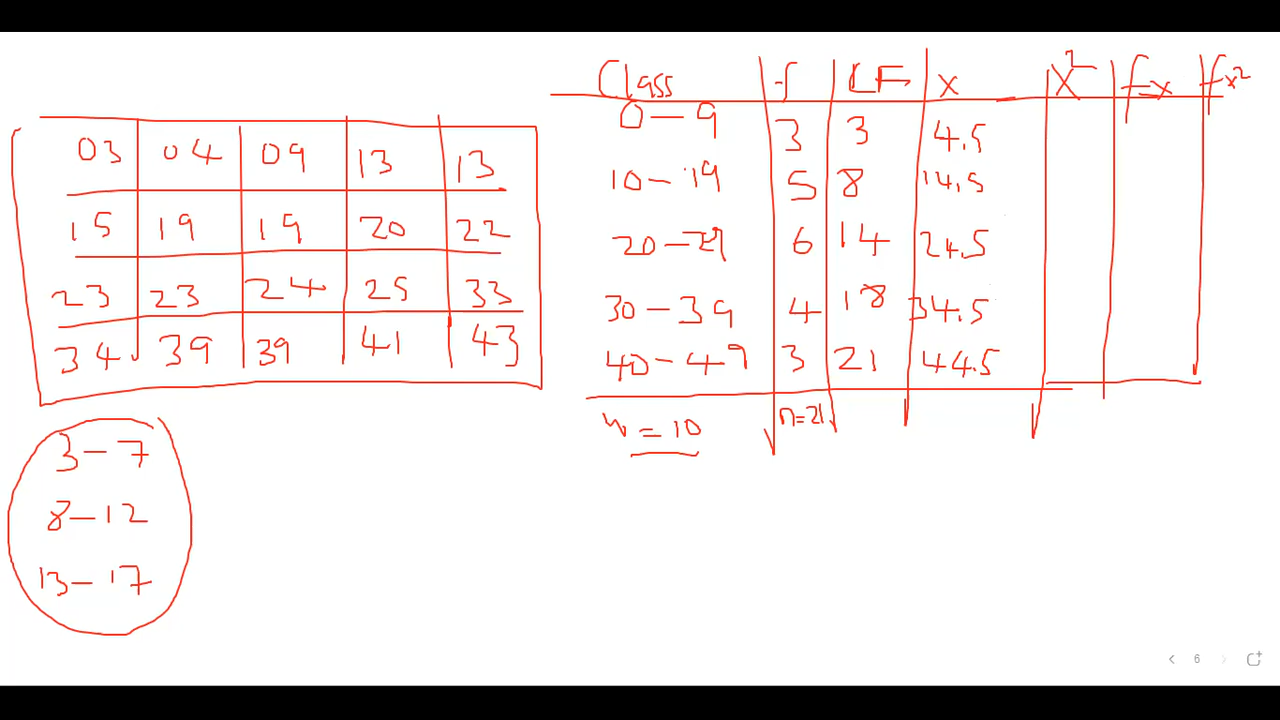 03 04 09 13 13
15 19 19 20 22
23 23 24 25 33
34 39 39 41 43
3-7
8-12
13-17
Class f CF x x² fx fx²
0-9 3 3 4.5
10-19 5 8 14.5
20-29 6 14 24.5
30-39 4 18 34.5
40-49 3 21 44.5
w=10 n=21
6